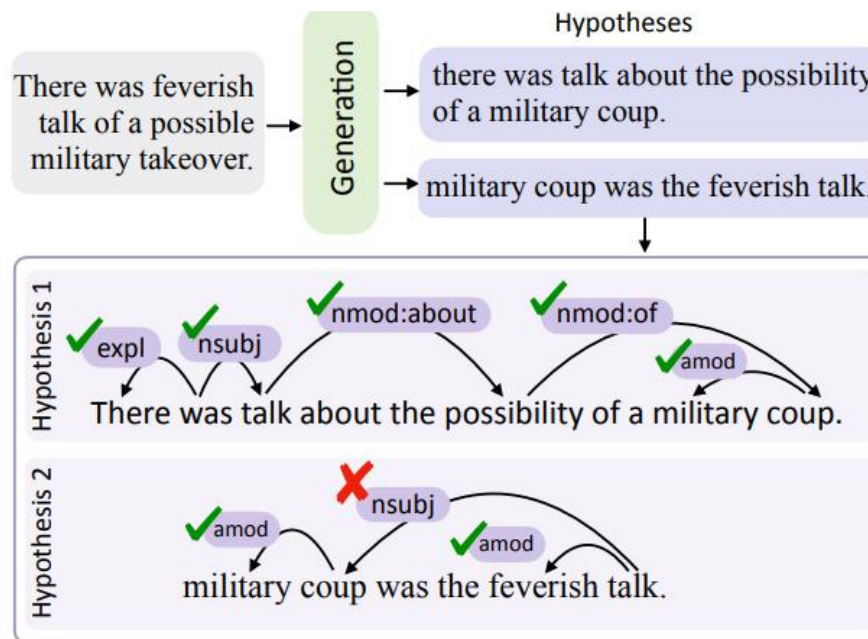 Hypotheses
There was feverish
talk of a possible
military takeover.
Generation
there was talk about the possibility
of a military coup.
military coup was the feverish talk.
Hypothesis 1
expl
nsubj
nmod:about
nmod:of
amod
There was talk about the possibility of a military coup.
Hypothesis 2
amod
nsubj
amod
military coup was the feverish talk.